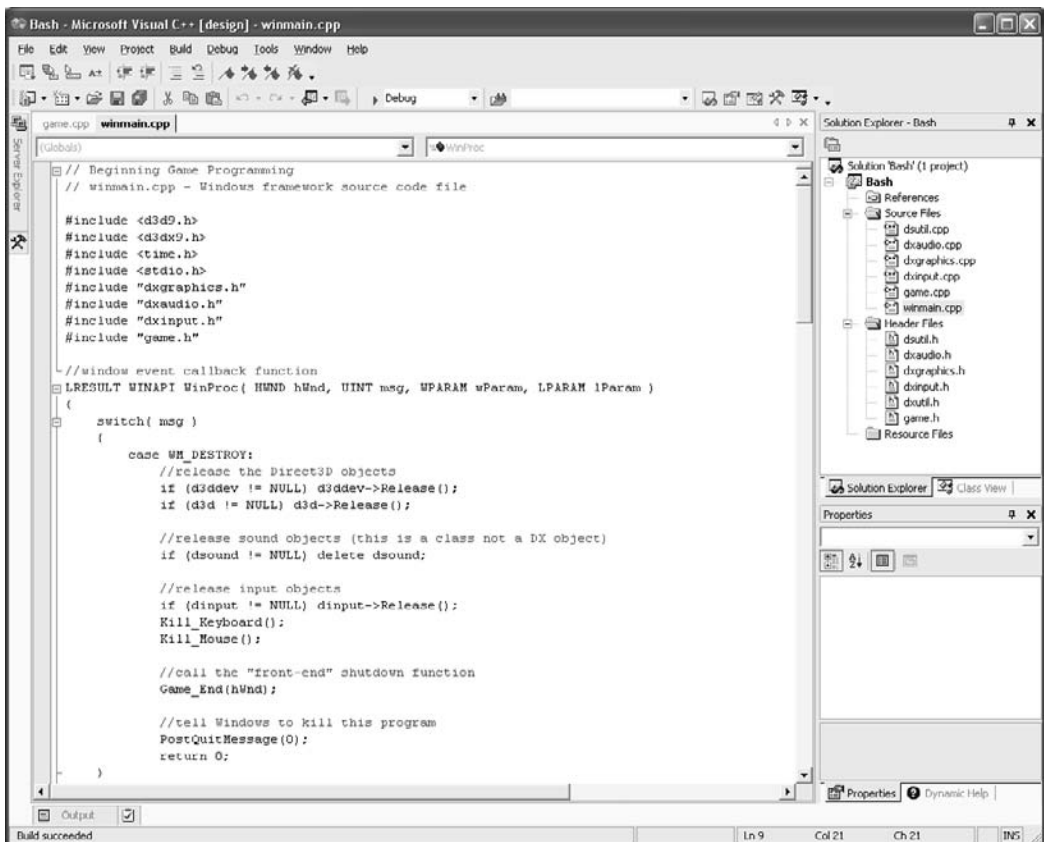 Bash - Microsoft Visual C++ [design] - winmain.cpp
File Edit View Project Build Debug Tools Window Help
Debug
Server Explorer
game.cpp winmain.cpp
(Globals) WinProc
// Beginning Game Programming
// winmain.cpp - Windows framework source code file
#include <d3d9.h>
#include <d3dx9.h>
#include <time.h>
#include <stdio.h>
#include "dxgraphics.h"
#include "dxaudio.h"
#include "dxinput.h"
#include "game.h"
//window event callback function
LRESULT WINAPI WinProc( HWND hWnd, UINT msg, WPARAM wParam, LPARAM lParam )
{
switch( msg )
{
case WM_DESTROY:
//release the Direct3D objects
if (d3ddev != NULL) d3ddev->Release();
if (d3d != NULL) d3d->Release();
//release sound objects (this is a class not a DX object)
if (dsound != NULL) delete dsound;
//release input objects
if (dinput != NULL) dinput->Release();
Kill_Keyboard();
Kill_Mouse();
//call the "front-end" shutdown function
Game_End(hWnd);
//tell Windows to kill this program
PostQuitMessage(0);
return 0;
}
Solution Explorer - Bash
Solution 'Bash' (1 project)
Bash
References
Source Files
dsutil.cpp
dxaudio.cpp
dxgraphics.cpp
dxinput.cpp
game.cpp
winmain.cpp
Header Files
dsutil.h
dxaudio.h
dxgraphics.h
dxinput.h
dxutil.h
game.h
Resource Files
Solution Explorer Class View
Properties
Properties Dynamic Help
Output
Build succeeded Ln 9 Col 21 Ch 21 INS